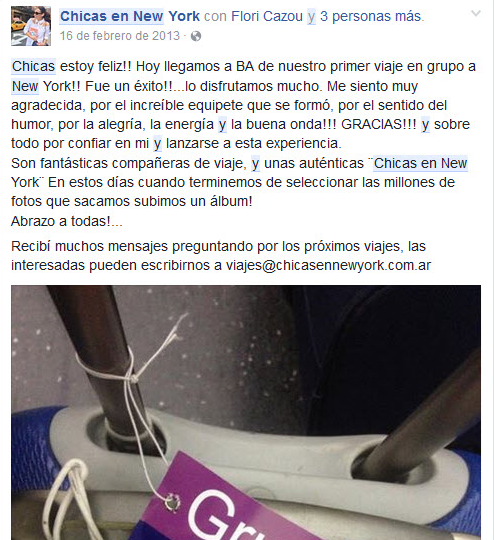 Chicas en New York con Flori Cazou y 3 personas más.
16 de febrero de 2013 ·
Chicas estoy feliz!! Hoy llegamos a BA de nuestro primer viaje en grupo a
New York!! Fue un éxito!!...lo disfrutamos mucho. Me siento muy
agradecida, por el increíble equipete que se formó, por el sentido del
humor, por la alegría, la energía y la buena onda!!! GRACIAS!!! y sobre
todo por confiar en mi y lanzarse a esta experiencia.
Son fantásticas compañeras de viaje, y unas auténticas ¨Chicas en New
York¨ En estos días cuando terminemos de seleccionar las millones de
fotos que sacamos subimos un álbum!
Abrazo a todas!...
Recibí muchos mensajes preguntando por los próximos viajes, las
interesadas pueden escribirnos a viajes@chicasennewyork.com.ar